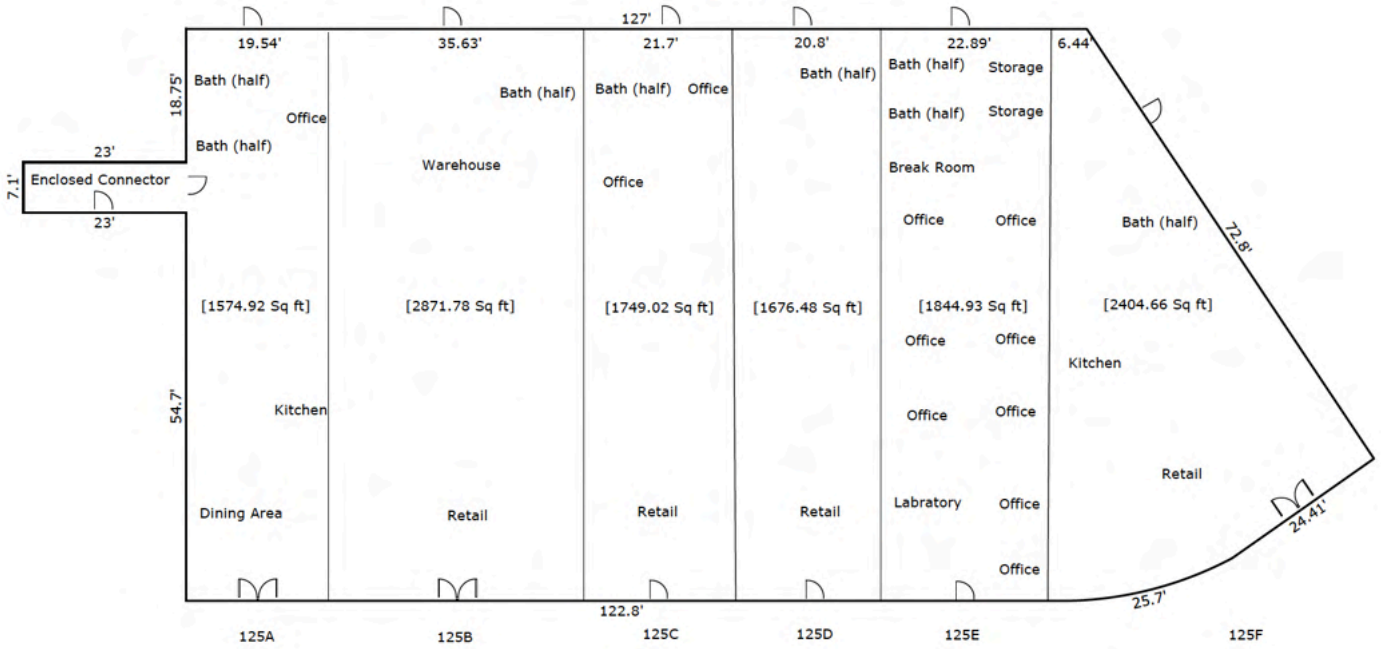 127'
19.54' 35.63' 21.7' 20.8' 22.89' 6.44'
18.75'
Bath (half) Bath (half) Bath (half) Office Bath (half) Bath (half) Storage
Office Bath (half) Storage
Bath (half)
23'
Warehouse Break Room
7.1' Enclosed Connector Office
23' Office Office Bath (half) 72.8'
[1574.92 Sq ft] [2871.78 Sq ft] [1749.02 Sq ft] [1676.48 Sq ft] [1844.93 Sq ft] [2404.66 Sq ft]
Office Office
Kitchen
54.7' Kitchen Office Office
Retail
Dining Area Retail Retail Retail Labratory Office
24.41'
Office
25.7'
122.8'
125A 125B 125C 125D 125E 125F